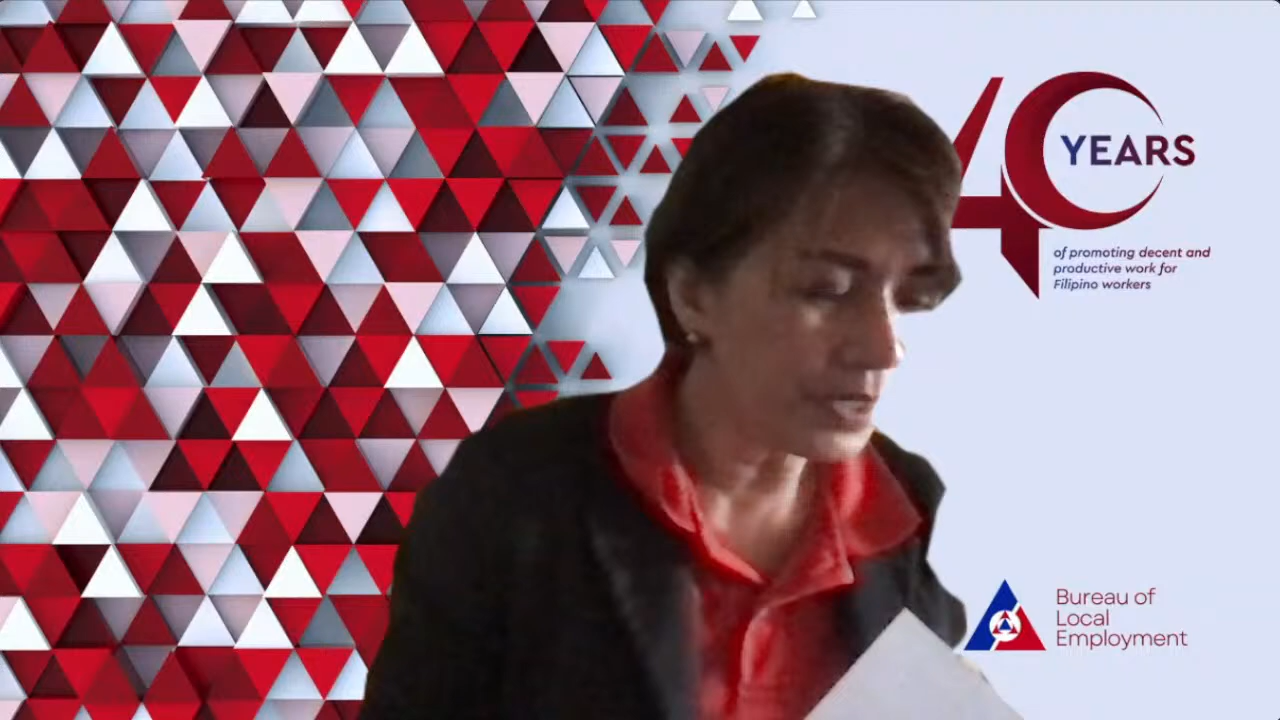 40
YEARS
of promoting decent and
productive work for
Filipino workers
Bureau of
Local
Employment